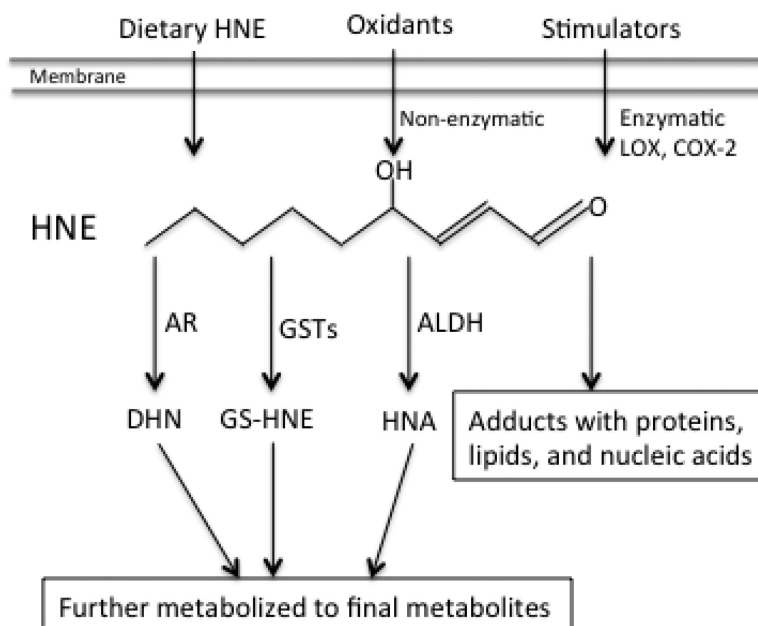 Dietary HNE Oxidants Stimulators
Membrane
Non-enzymatic
Enzymatic
LOX, COX-2
OH
O
HNE
AR GSTs ALDH
DHN GS-HNE HNA
Adducts with proteins,
lipids, and nucleic acids
Further metabolized to final metabolites